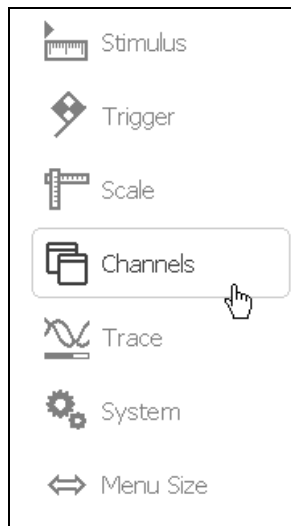 Stimulus
Trigger
Scale
Channels
Trace
System
Menu Size